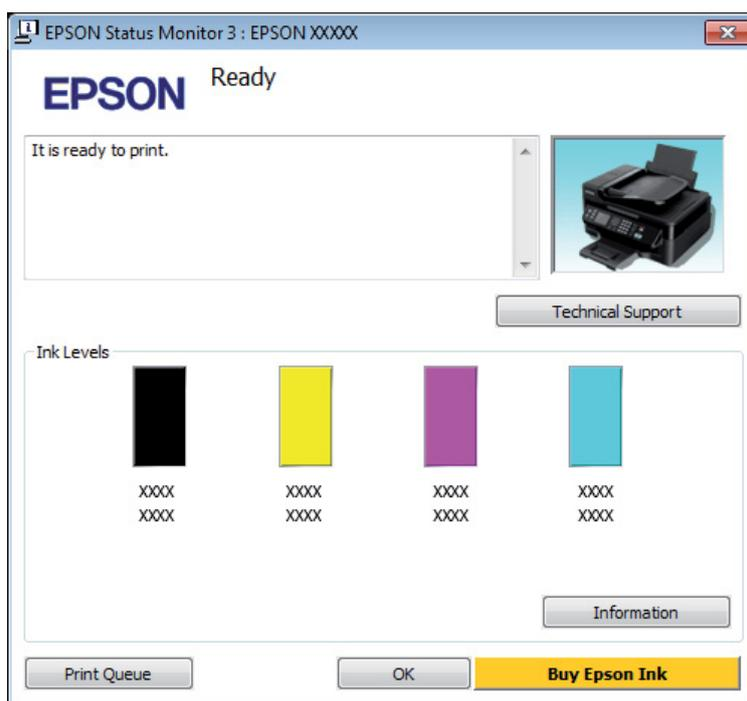 EPSON Status Monitor 3 : EPSON XXXXX
EPSON
Ready
It is ready to print.
Technical Support
Ink Levels
XXXX XXXX XXXX XXXX
XXXX XXXX XXXX XXXX
Information
Print Queue OK Buy Epson Ink